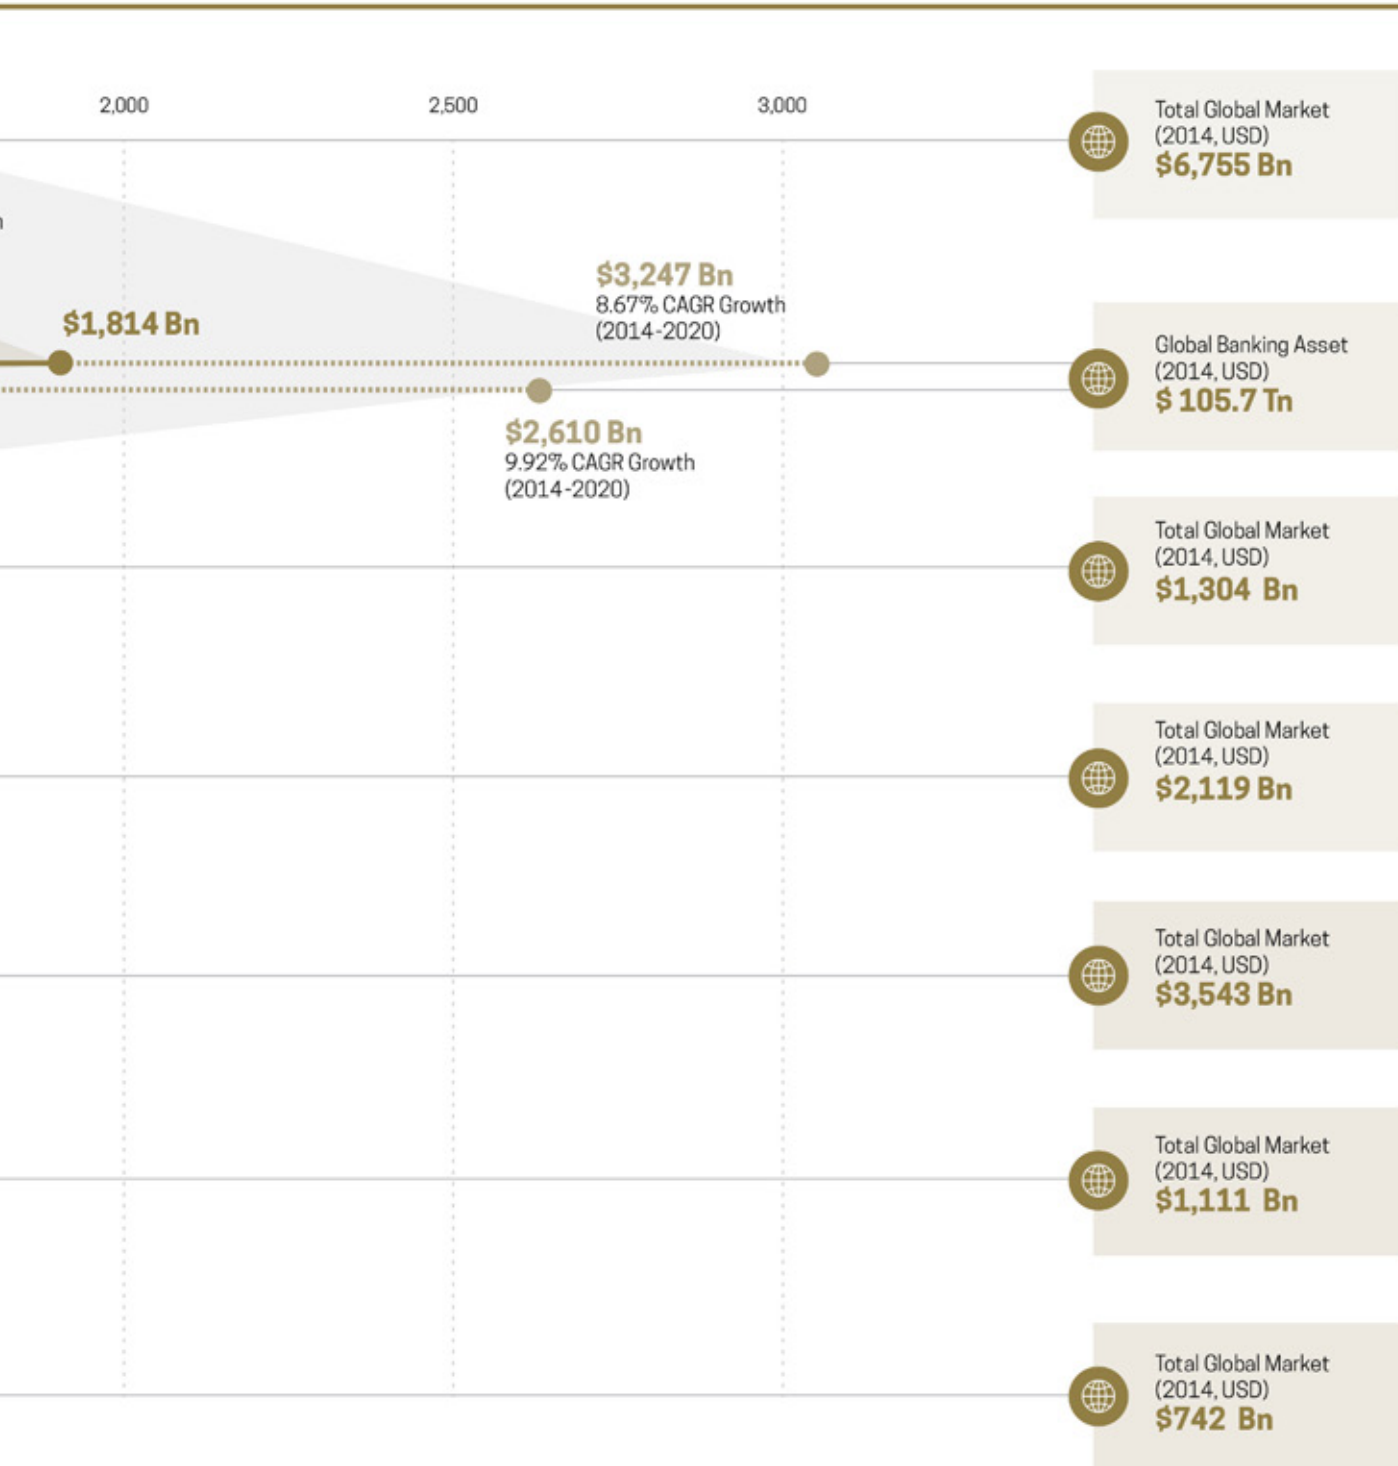 2,000
2,500
3,000
Total Global Market
(2014, USD)
$6,755 Bn
$3,247 Bn
8.67% CAGR Growth
(2014-2020)
$1,814 Bn
Global Banking Asset
(2014, USD)
$ 105.7 Tn
$2,610 Bn
9.92% CAGR Growth
(2014-2020)
Total Global Market
(2014, USD)
$1,304 Bn
Total Global Market
(2014, USD)
$2,119 Bn
Total Global Market
(2014, USD)
$3,543 Bn
Total Global Market
(2014, USD)
$1,111 Bn
Total Global Market
(2014, USD)
$742 Bn